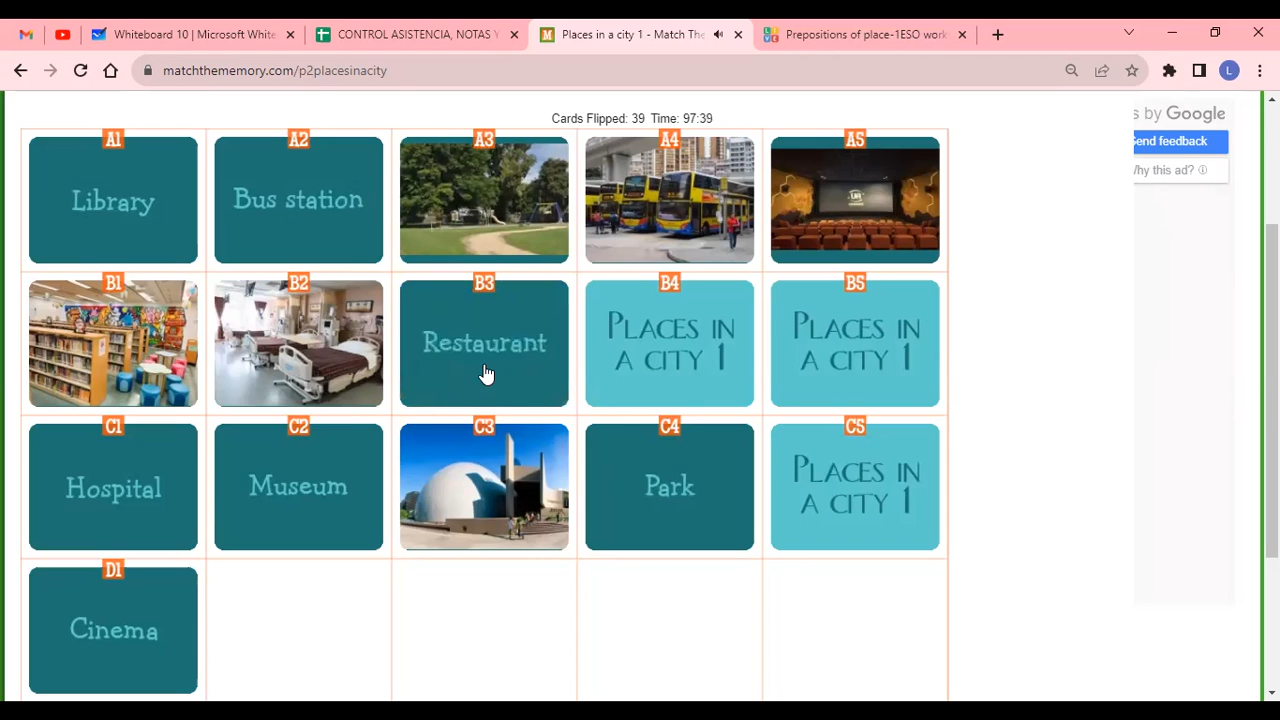 Whiteboard 10 | Microsoft White
CONTROL ASISTENCIA, NOTAS Y
Places in a city 1 - Match The
Prepositions of place-1ESO work
matchthememory.com/p2placesinacity
L
Cards Flipped: 39 Time: 97:39
s by Google
end feedback
Why this ad?
A1
A2
A3
A4
A5
Library
Bus station
B1
B2
B3
B4
B5
Restaurant
PLACES IN
A CITY 1
PLACES IN
A CITY 1
C1
C2
C3
C4
C5
Hospital
Museum
Park
PLACES IN
A CITY 1
D1
Cinema